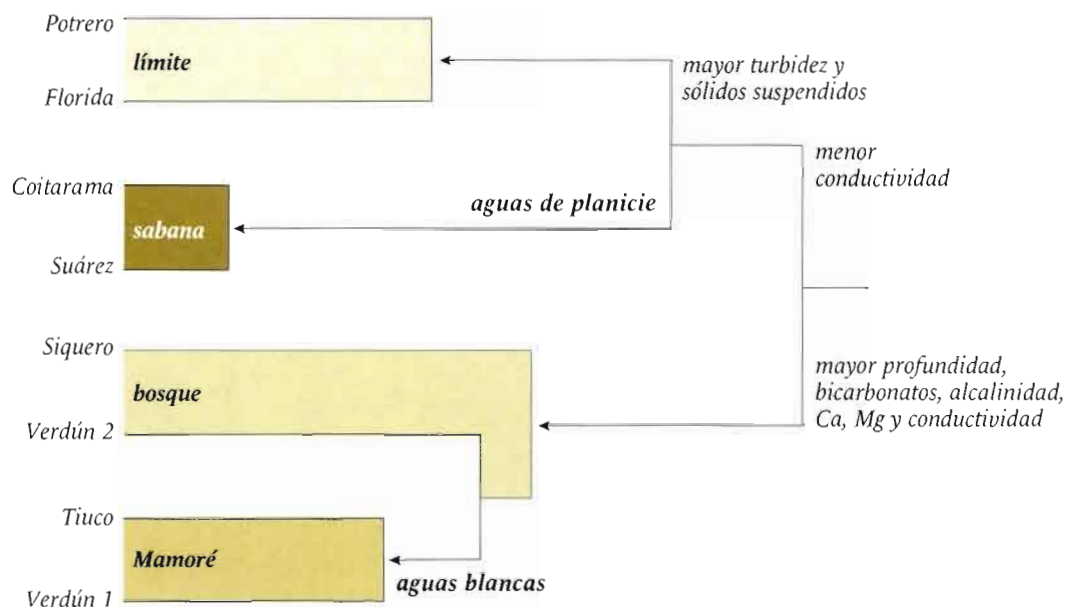 Potrero
límite
Florida
mayor turbidez y
sólidos suspendidos
menor
conductividad
Coitarama
aguas de planicie
sabana
Suárez
Siquero
bosque
Verdún 2
mayor profundidad,
bicarbonatos, alcalinidad,
Ca, Mg y conductividad
Tiuco
Mamoré
aguas blancas
Verdún 1